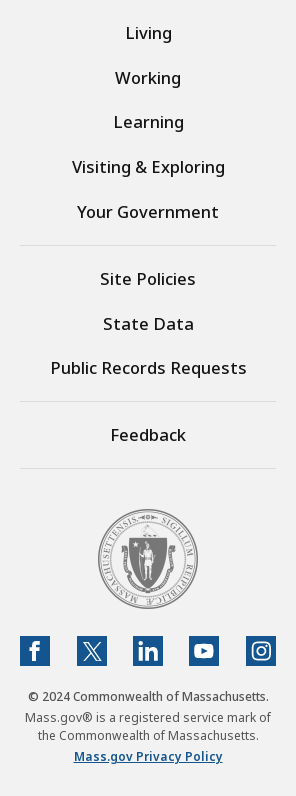 Living
Working
Learning
Visiting & Exploring
Your Government
Site Policies
State Data
Public Records Requests
Feedback
SIGILLUM REIPUBLICÆ MASSACHUSETTENSIS
© 2024 Commonwealth of Massachusetts.
Mass.gov® is a registered service mark of
the Commonwealth of Massachusetts.
Mass.gov Privacy Policy